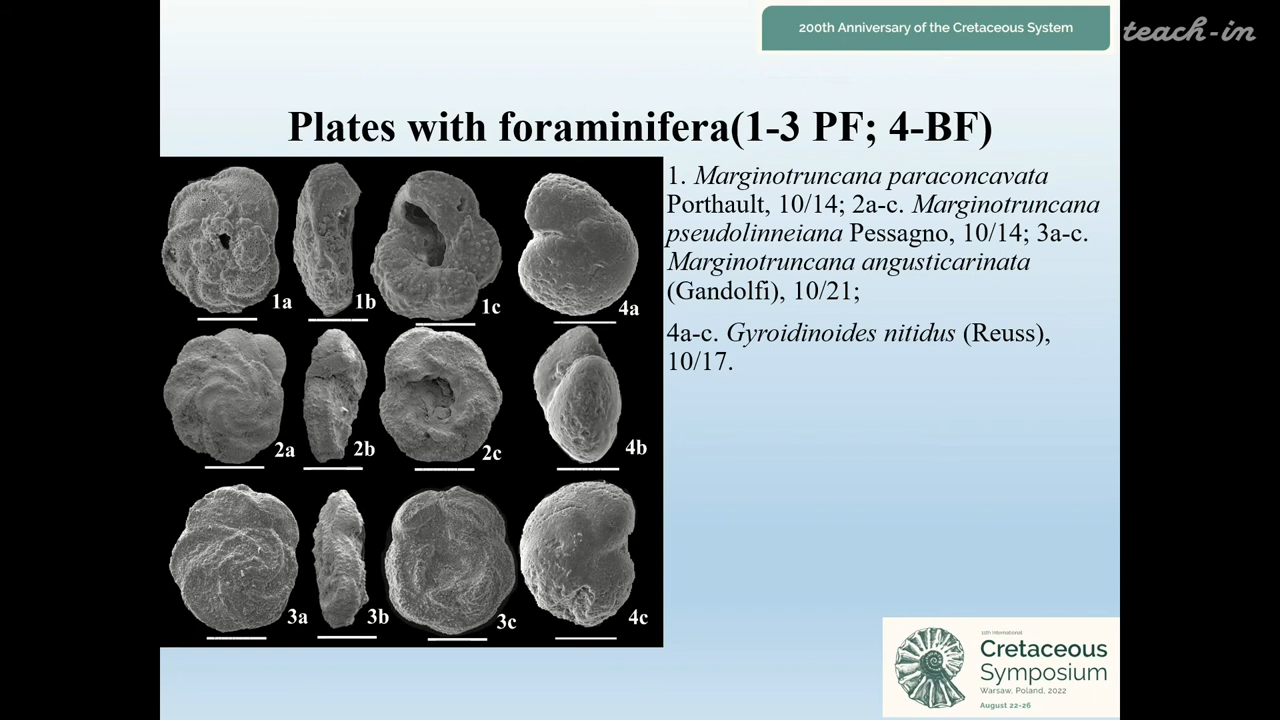 200th Anniversary of the Cretaceous System
teach-in
Plates with foraminifera(1-3 PF; 4-BF)
1a
1b
1c
4a
2a
2b
2c
4b
3a
3b
3c
4c
1. Marginotruncana paraconcavata
Porthault, 10/14; 2a-c. Marginotruncana
pseudolinneiana Pessagno, 10/14; 3a-c.
Marginotruncana angusticarinata
(Gandolfi), 10/21;
4a-c. Gyroidinoides nitidus (Reuss),
10/17.
11th International
Cretaceous
Symposium
Warsaw, Poland, 2022
August 22-26